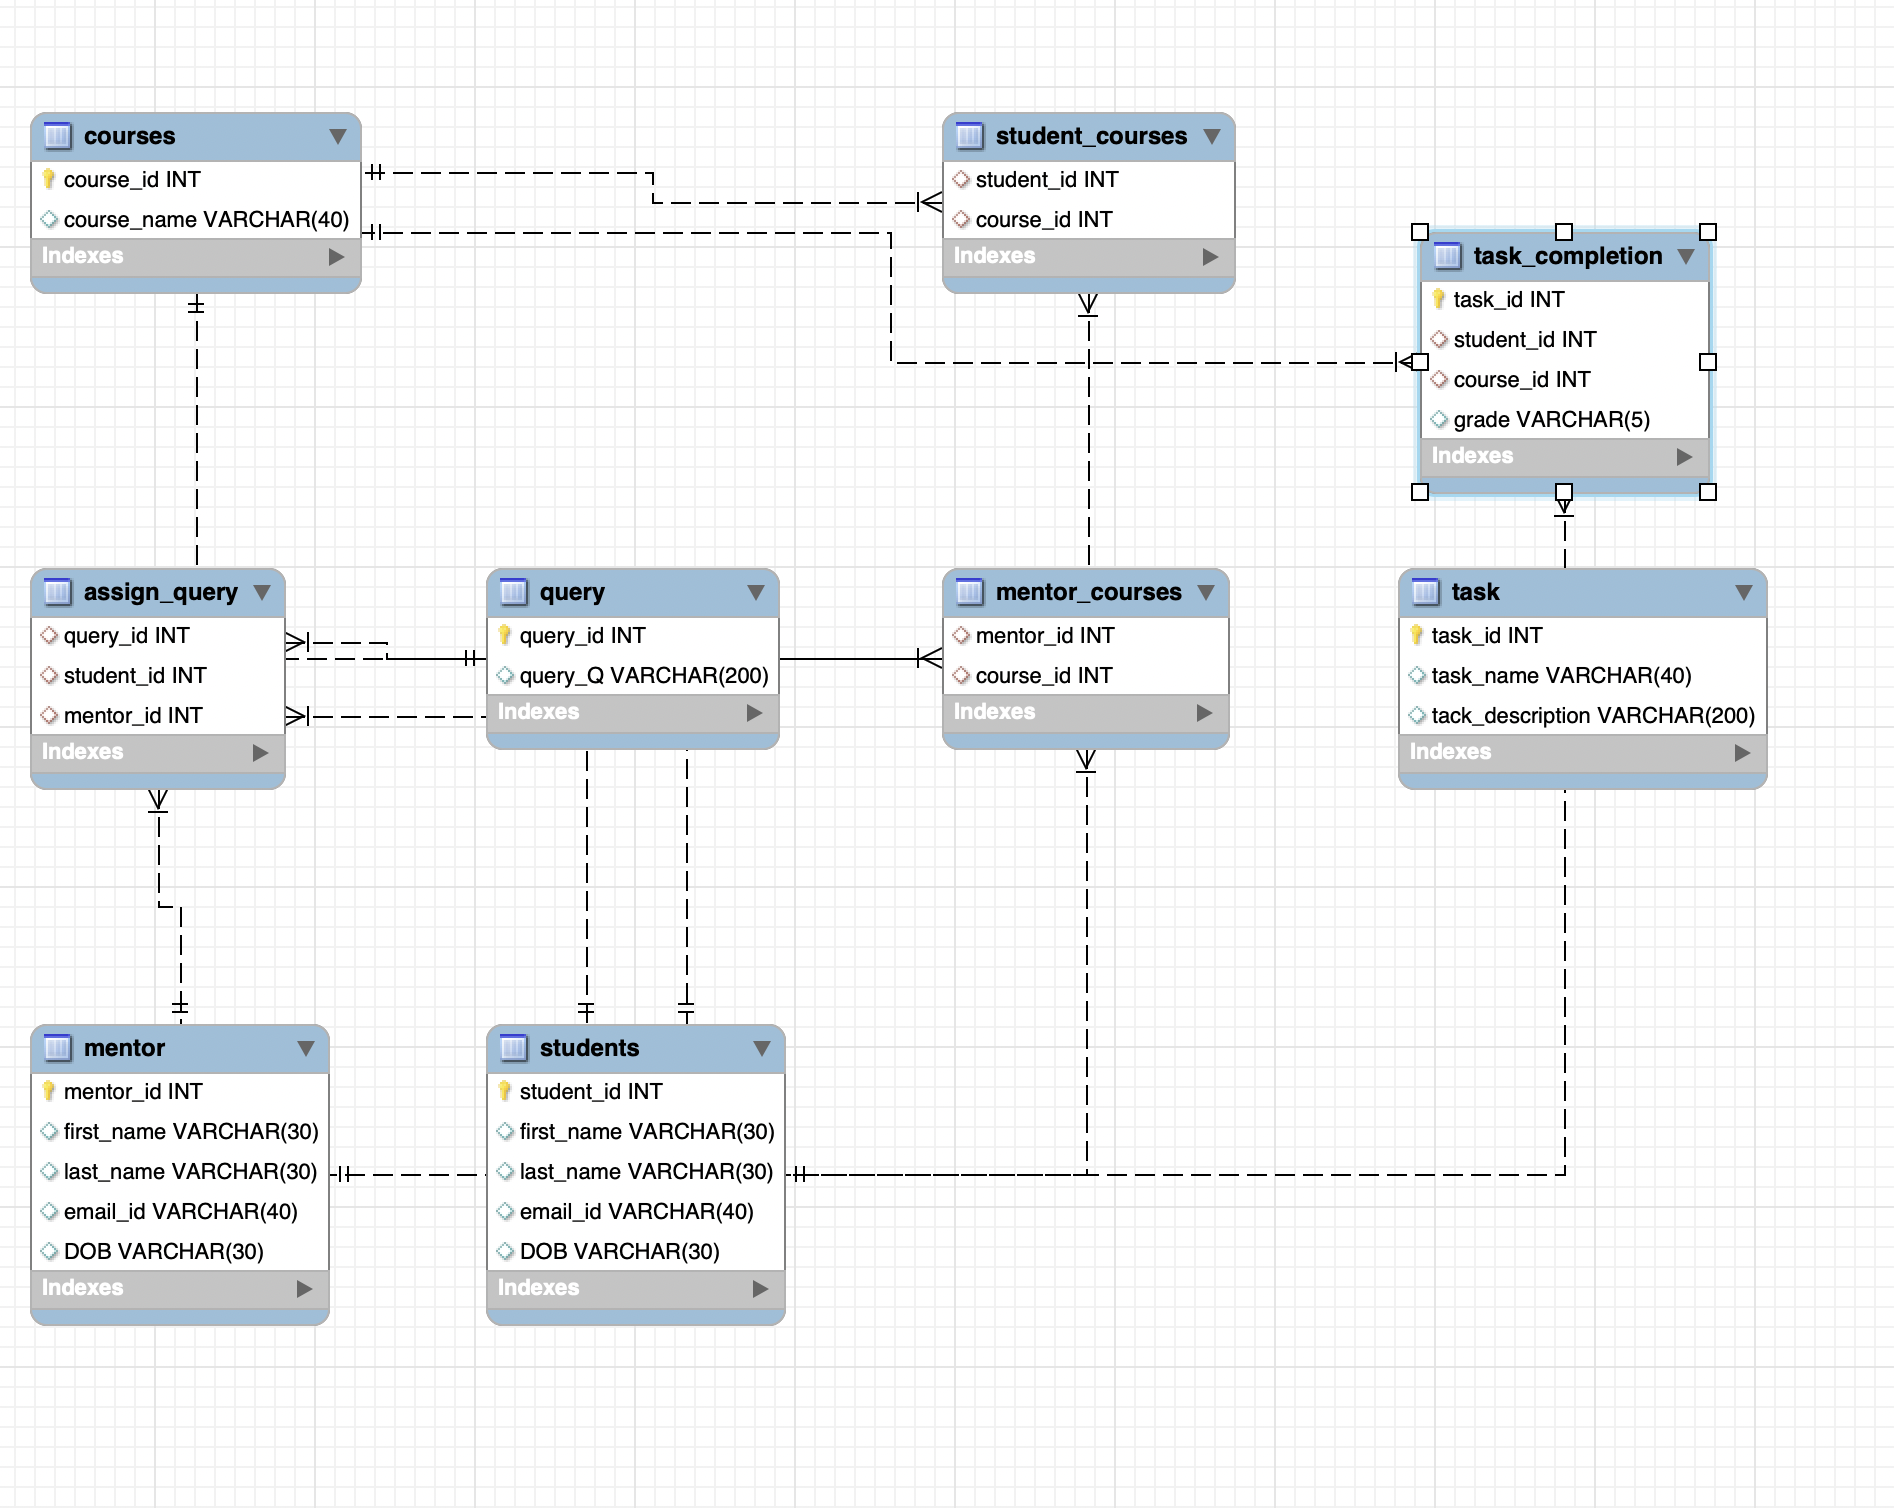 courses
course_id INT
course_name VARCHAR(40)
Indexes
student_courses
student_id INT
course_id INT
Indexes
task_completion
task_id INT
student_id INT
course_id INT
grade VARCHAR(5)
Indexes
assign_query
query_id INT
student_id INT
mentor_id INT
Indexes
query
query_id INT
query_Q VARCHAR(200)
Indexes
mentor_courses
mentor_id INT
course_id INT
Indexes
task
task_id INT
task_name VARCHAR(40)
tack_description VARCHAR(200)
Indexes
mentor
mentor_id INT
first_name VARCHAR(30)
last_name VARCHAR(30)
email_id VARCHAR(40)
DOB VARCHAR(30)
Indexes
students
student_id INT
first_name VARCHAR(30)
last_name VARCHAR(30)
email_id VARCHAR(40)
DOB VARCHAR(30)
Indexes